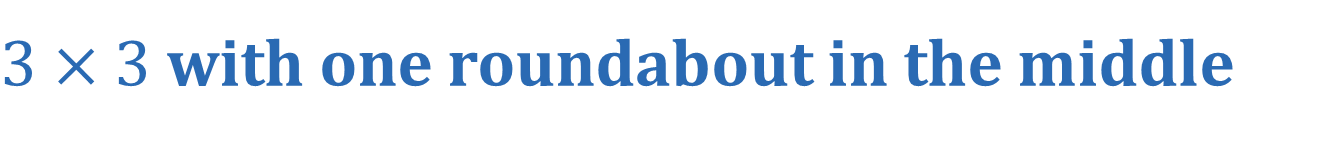 3 × 3 with one roundabout in the middle